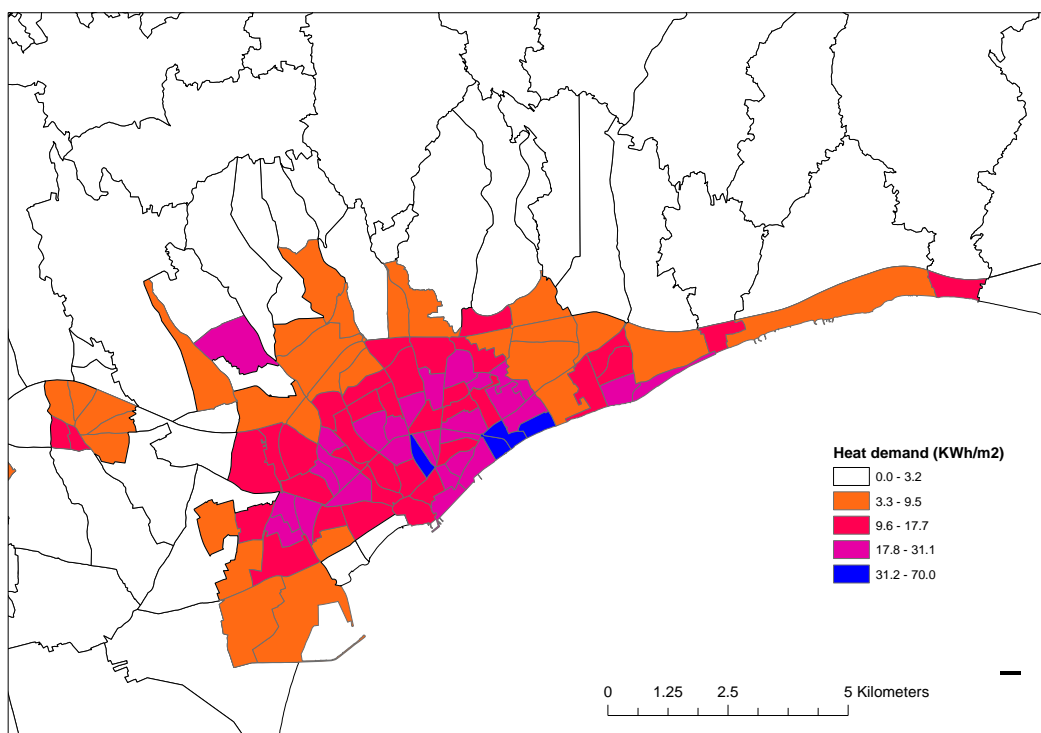 Heat demand (KWh/m2)
0.0 - 3.2
3.3 - 9.5
9.6 - 17.7
17.8 - 31.1
31.2 - 70.0
0 1.25 2.5 5 Kilometers